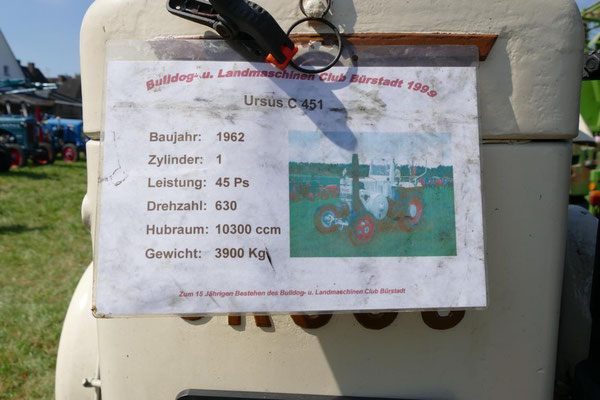 Bulldog- u. Landmaschinen Club Bürstadt 1999
Ursus C 451
Baujahr: 1962
Zylinder: 1
Leistung: 45 Ps
Drehzahl: 630
Hubraum: 10300 ccm
Gewicht: 3900 Kg
Zum 15 Jährigen Bestehen des Bulldog- u. Landmaschinen Club Bürstadt